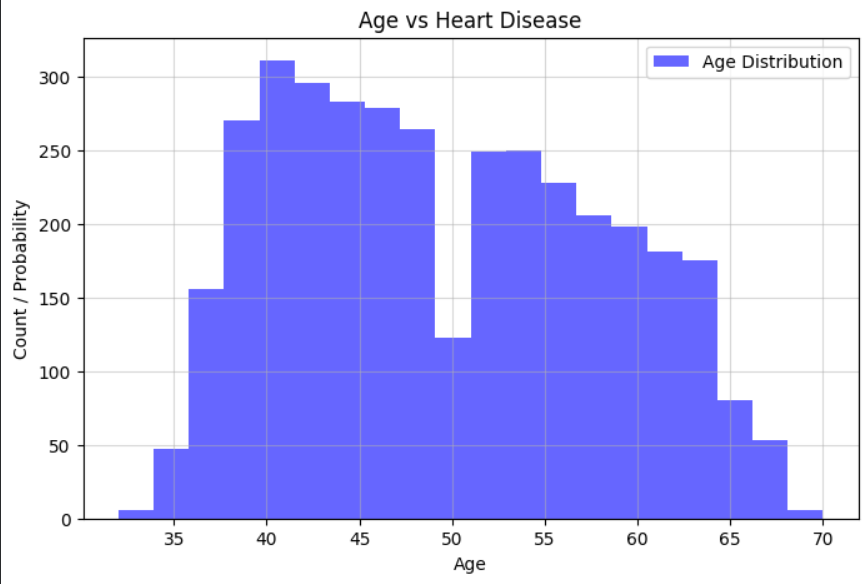 Age vs Heart Disease
Age Distribution
Count / Probability
300
250
200
150
100
50
0
35 40 45 50 55 60 65 70
Age